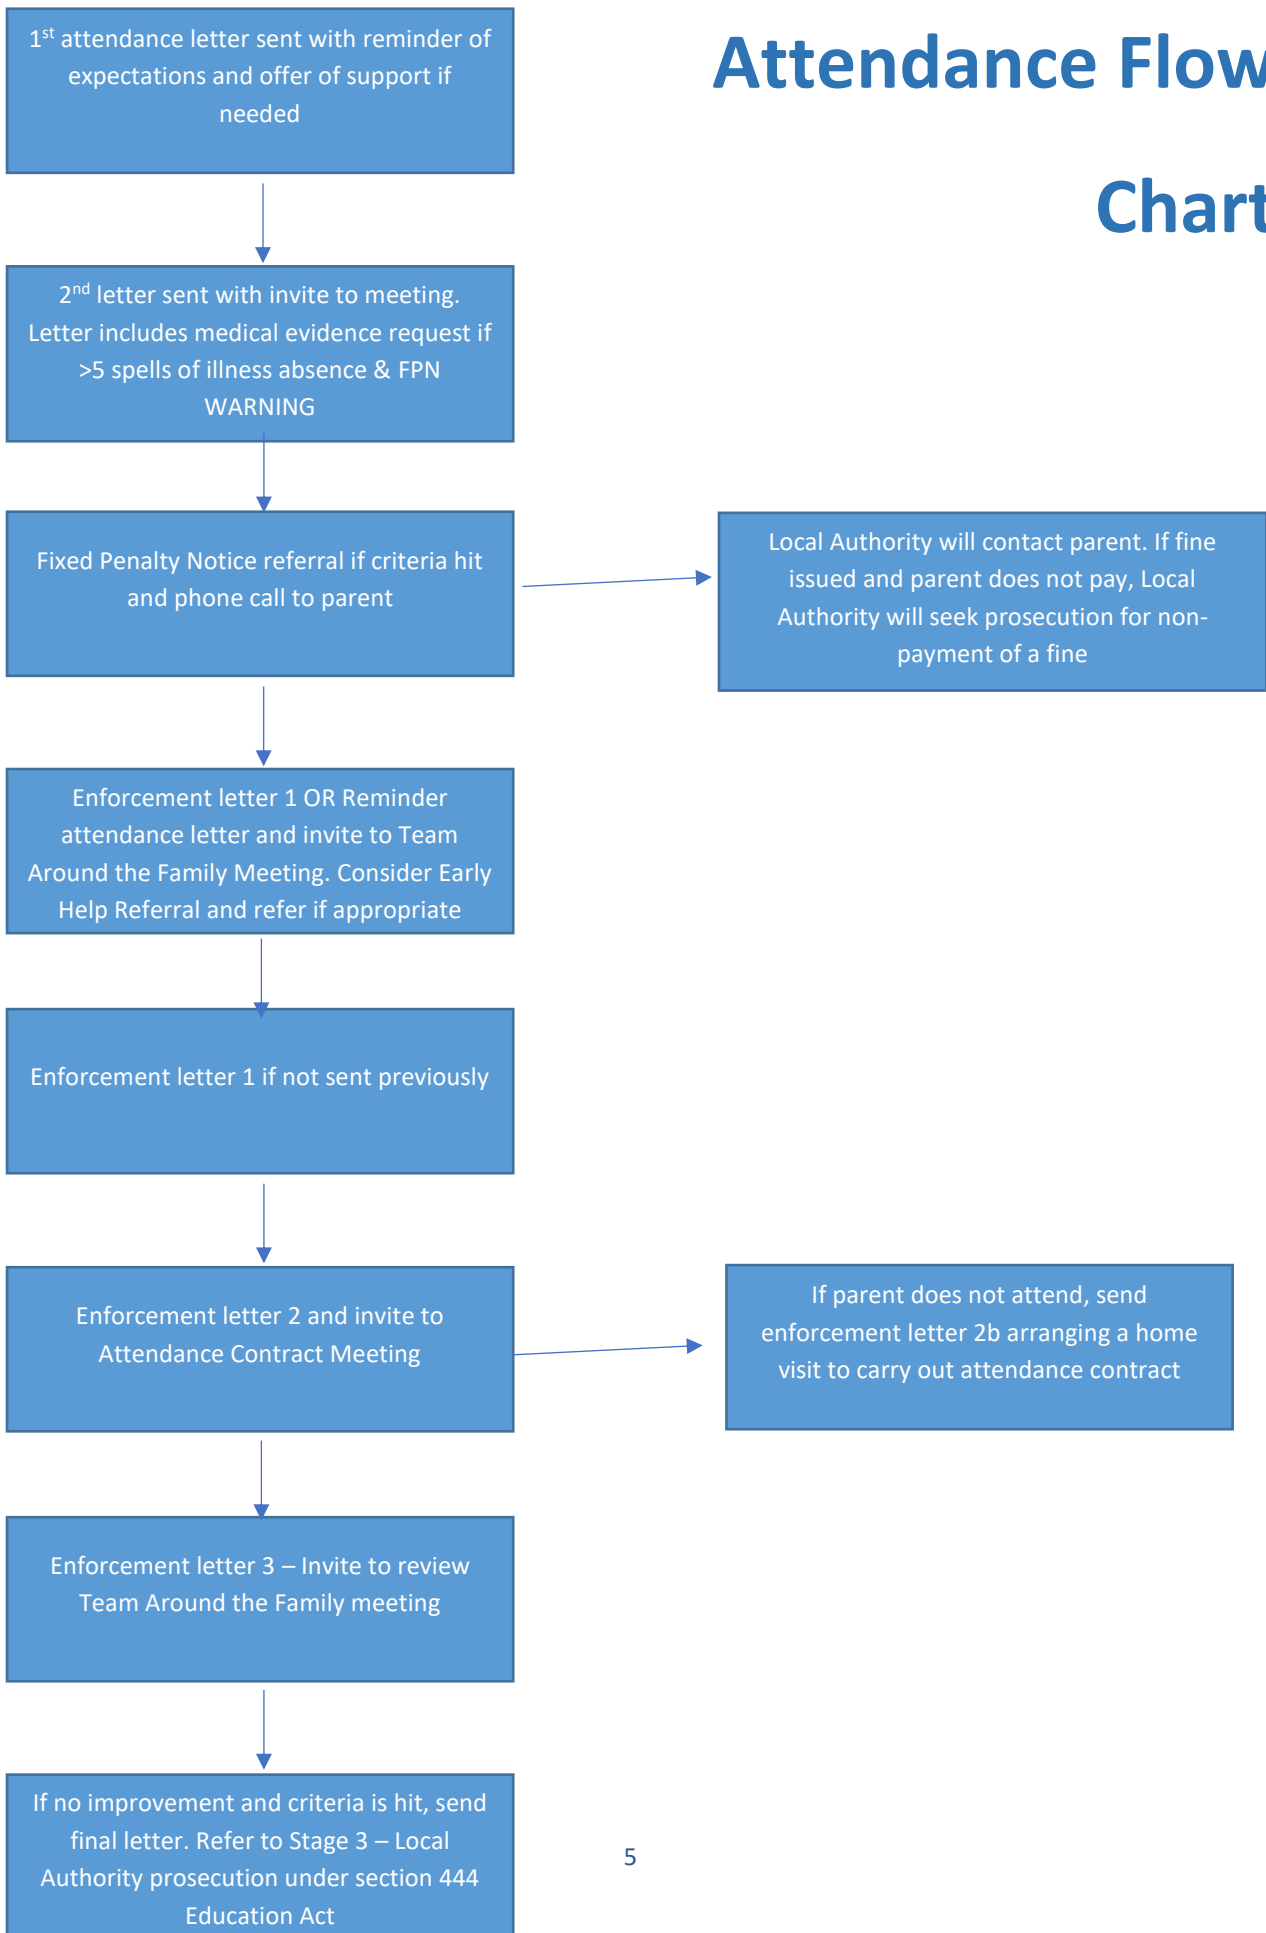 Attendance Flow
Chart
1st attendance letter sent with reminder of
expectations and offer of support if
needed
2nd letter sent with invite to meeting.
Letter includes medical evidence request if
>5 spells of illness absence & FPN
WARNING
Fixed Penalty Notice referral if criteria hit
and phone call to parent
Local Authority will contact parent. If fine
issued and parent does not pay, Local
Authority will seek prosecution for non-
payment of a fine
Enforcement letter 1 OR Reminder
attendance letter and invite to Team
Around the Family Meeting. Consider Early
Help Referral and refer if appropriate
Enforcement letter 1 if not sent previously
Enforcement letter 2 and invite to
Attendance Contract Meeting
If parent does not attend, send
enforcement letter 2b arranging a home
visit to carry out attendance contract
Enforcement letter 3 – Invite to review
Team Around the Family meeting
If no improvement and criteria is hit, send
final letter. Refer to Stage 3 – Local
Authority prosecution under section 444
Education Act
5